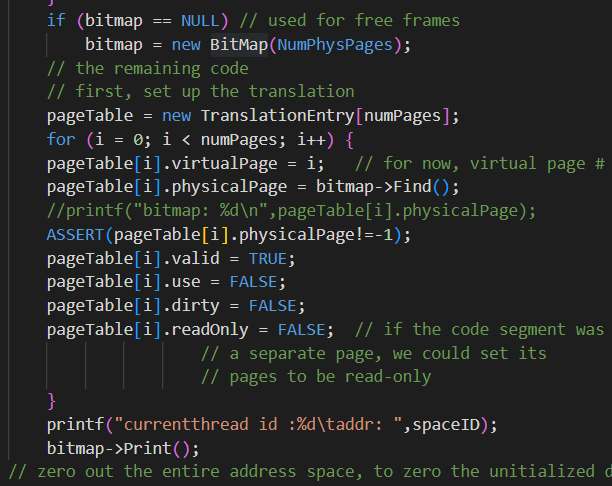 }
if (bitmap == NULL) // used for free frames
bitmap = new BitMap(NumPhysPages);
// the remaining code
// first, set up the translation
pageTable = new TranslationEntry[numPages];
for (i = 0; i < numPages; i++) {
pageTable[i].virtualPage = i;   // for now, virtual page #
pageTable[i].physicalPage = bitmap->Find();
//printf("bitmap: %d\n",pageTable[i].physicalPage);
ASSERT(pageTable[i].physicalPage!=-1);
pageTable[i].valid = TRUE;
pageTable[i].use = FALSE;
pageTable[i].dirty = FALSE;
pageTable[i].readOnly = FALSE;  // if the code segment was
// a separate page, we could set its
// pages to be read-only
}
printf("currentthread id :%d\taddr: ",spaceID);
bitmap->Print();
// zero out the entire address space, to zero the unitialized d